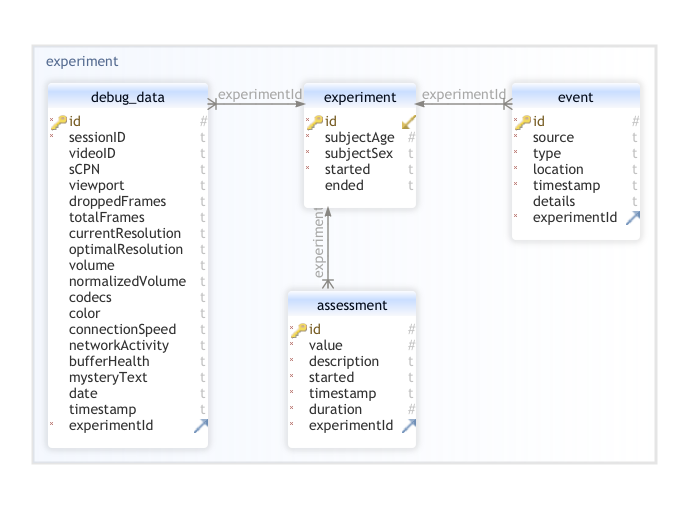 experiment
debug_data
id #
sessionID t
videoID t
sCPN t
viewport t
droppedFrames t
totalFrames t
currentResolution t
optimalResolution t
volume t
normalizedVolume t
codecs t
color t
connectionSpeed t
networkActivity t
bufferHealth t
mysteryText t
date t
timestamp t
experimentId
experimentId
experiment
id
subjectAge #
subjectSex t
started t
ended t
experimentId
event
id #
source t
type t
location t
timestamp t
details t
experimentId
experiment
assessment
id #
value #
description t
started t
timestamp t
duration #
experimentId